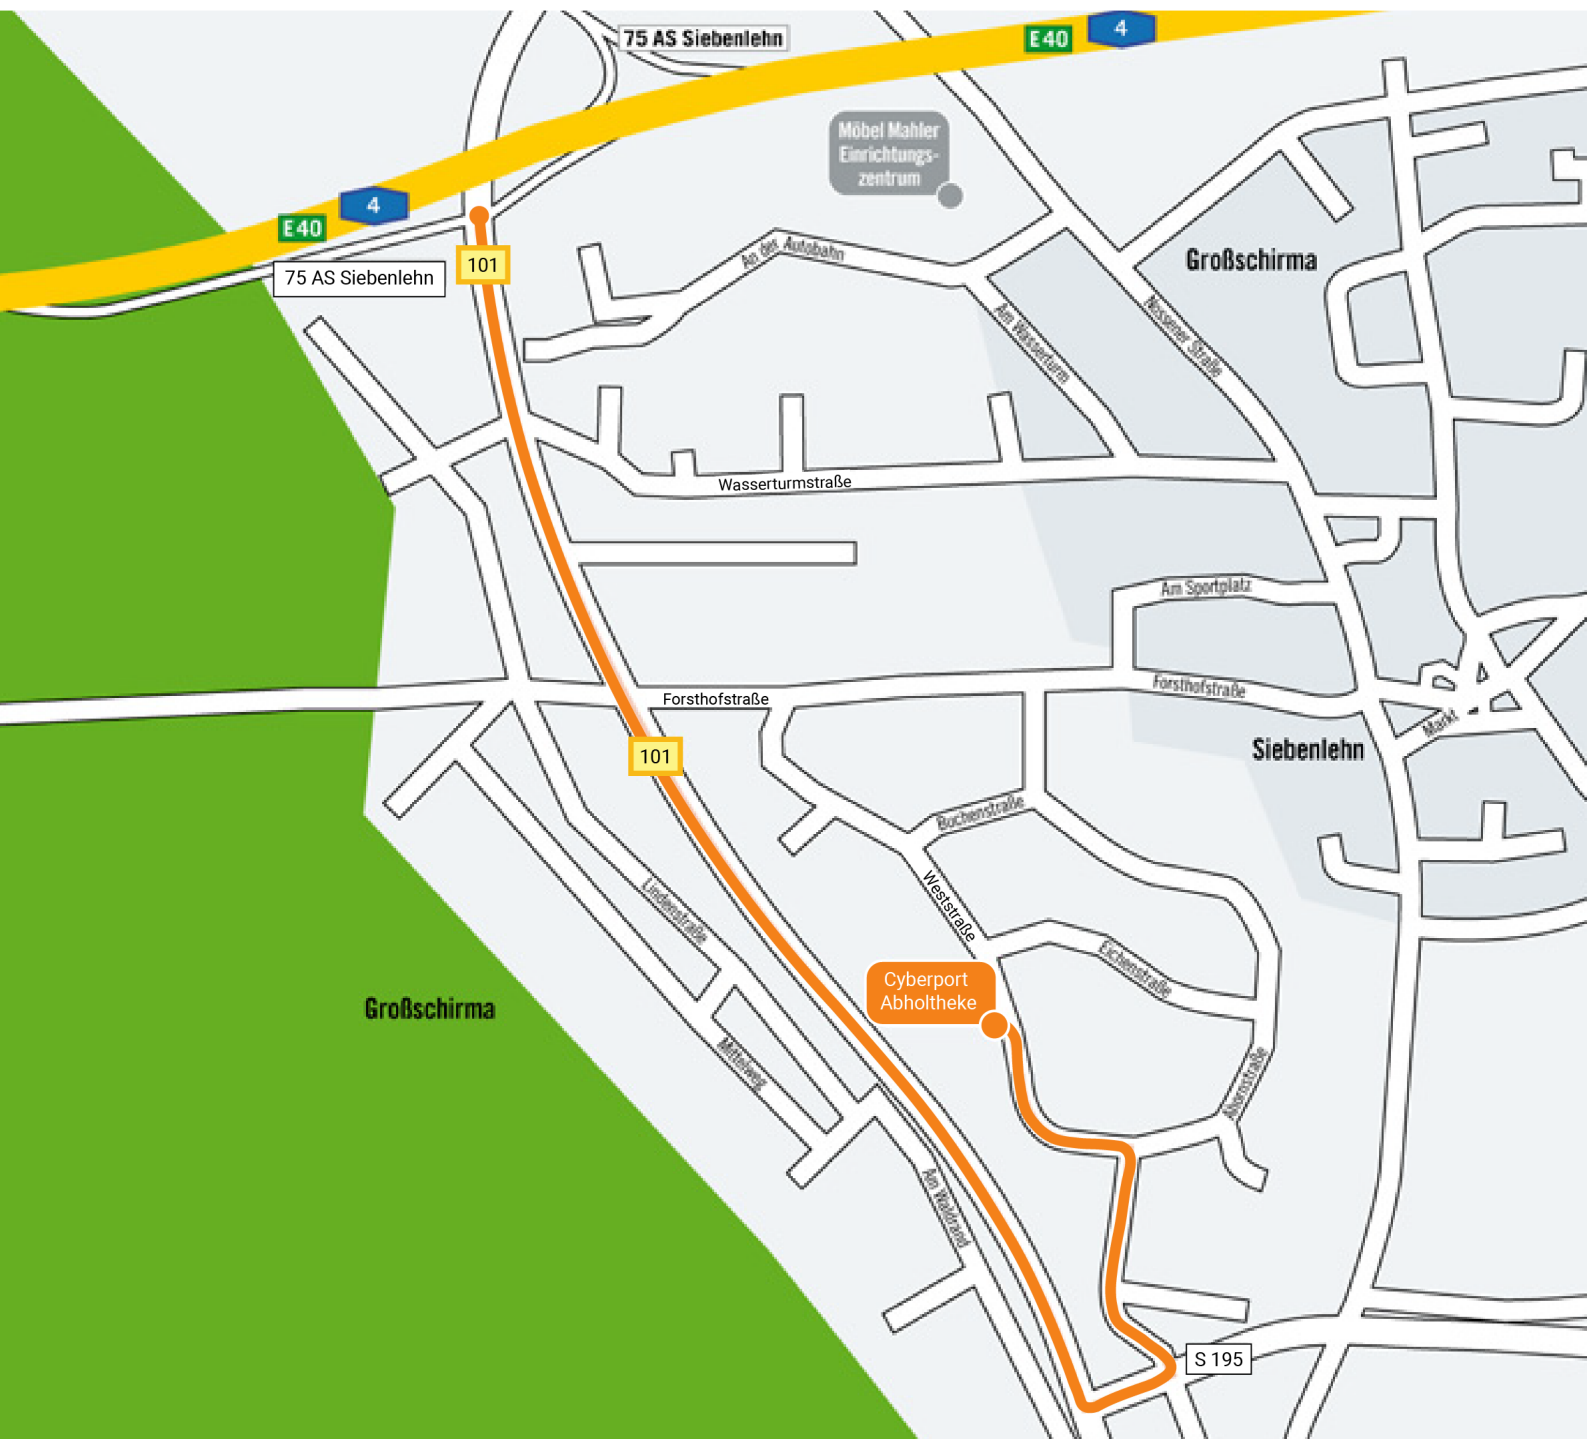 75 AS Siebenlehn
E40
4
Möbel Mahler
Einrichtungs-
zentrum
4
E40
An der Autobahn
Großschirma
101
75 AS Siebenlehn
Am Wasserturm
Nossener Straße
Wasserturmstraße
Am Sportplatz
Forsthofstraße
Forsthofstraße
Markt
Siebenlehn
101
Buchenstraße
Weststraße
Lindenstraße
Eichenstraße
Cyberport
Abholtheke
Großschirma
Mittelweg
Ahornstraße
Am Waldrand
S 195